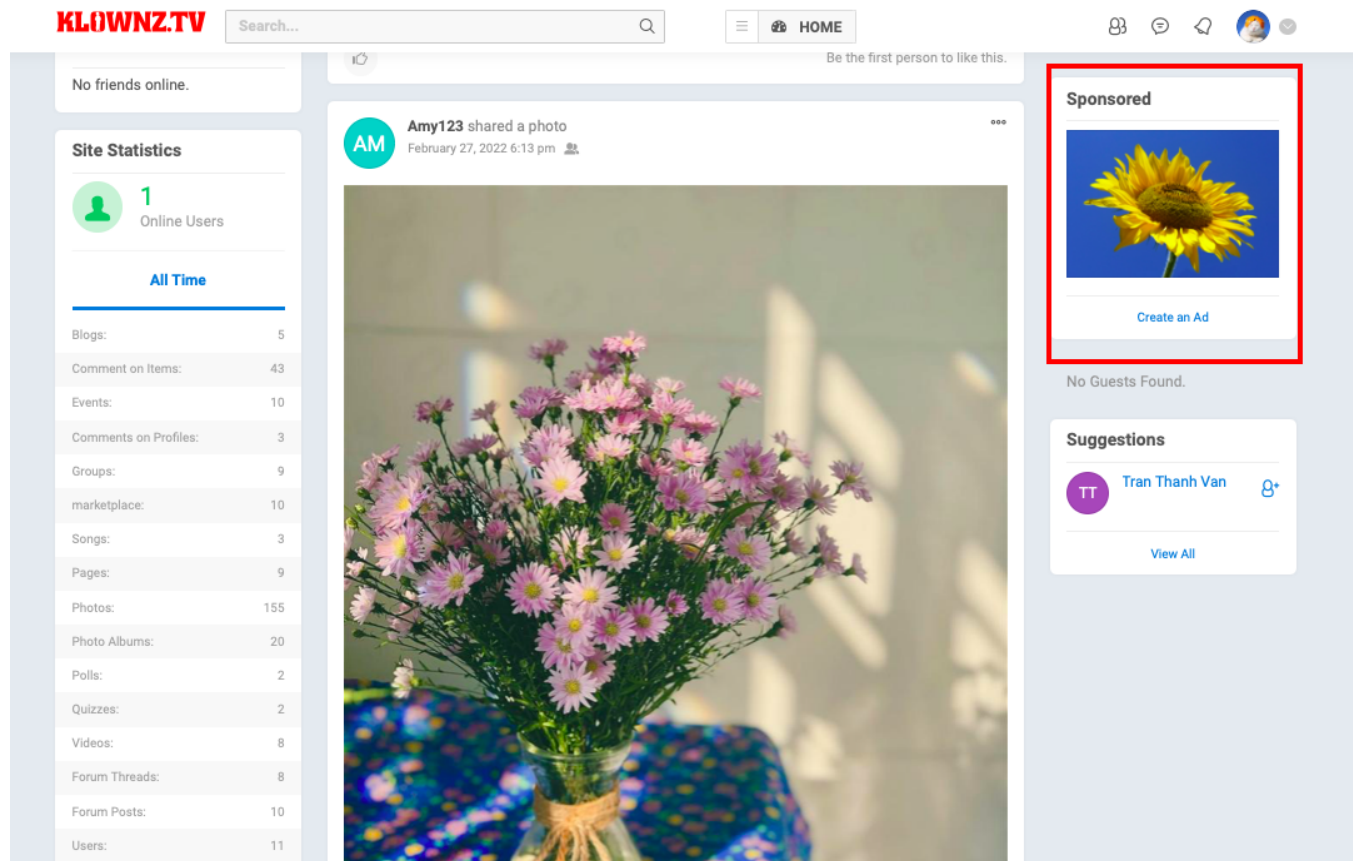 KLOWNZ.TV
Search...
HOME
No friends online.
Site Statistics
1
Online Users
All Time
Blogs: 5
Comment on Items: 43
Events: 10
Comments on Profiles: 3
Groups: 9
marketplace: 10
Songs: 3
Pages: 9
Photos: 155
Photo Albums: 20
Polls: 2
Quizzes: 2
Videos: 8
Forum Threads: 8
Forum Posts: 10
Users: 11
Be the first person to like this.
AM
Amy123 shared a photo
February 27, 2022 6:13 pm
Sponsored
Create an Ad
No Guests Found.
Suggestions
TT
Tran Thanh Van
View All